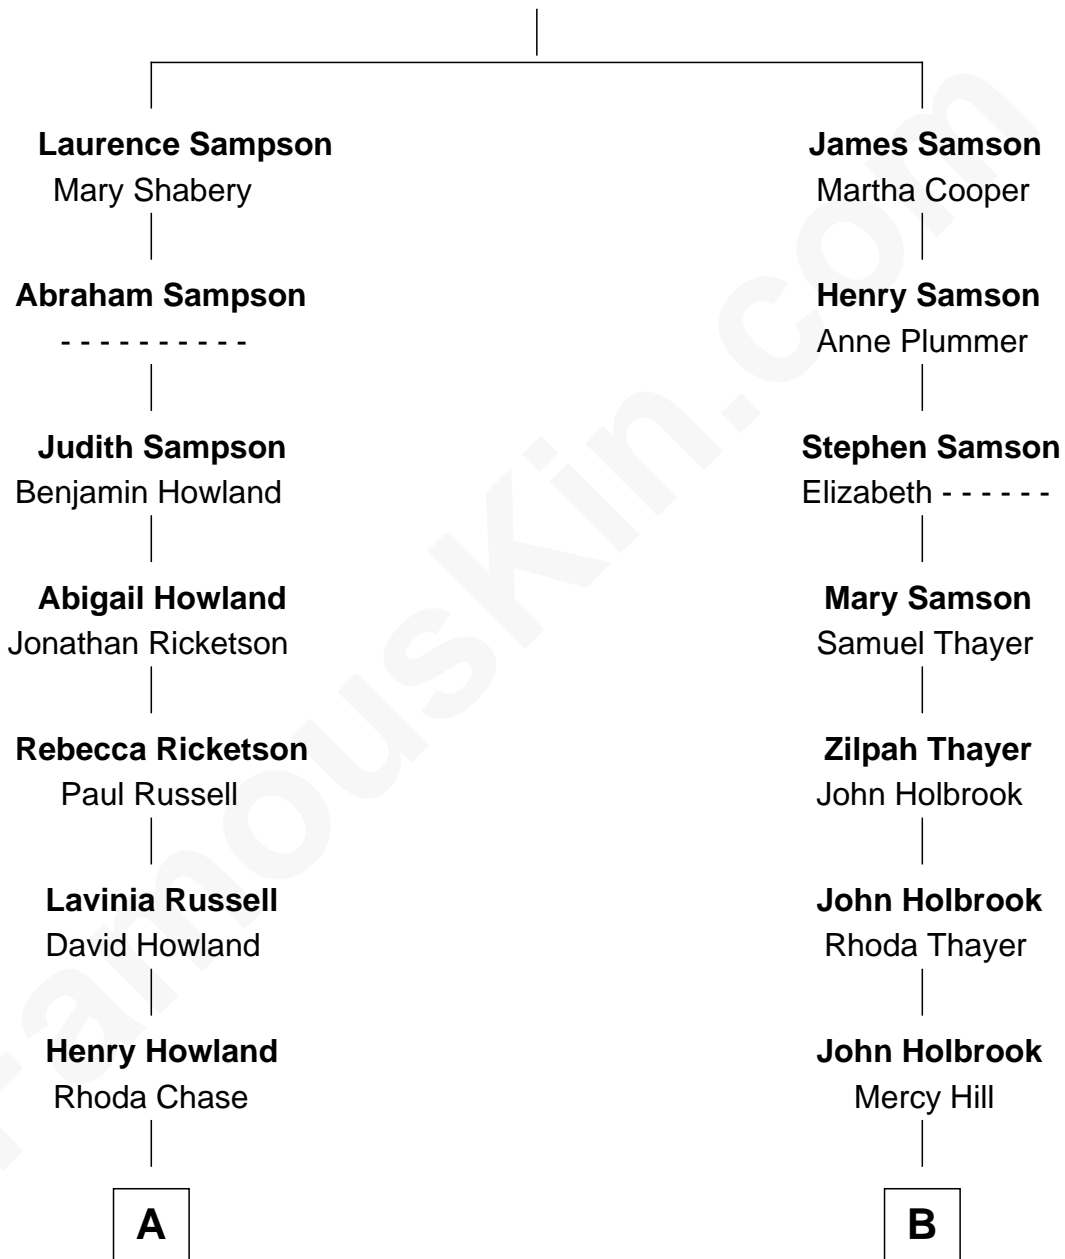 Laurence Sampson
Mary Shabery
Abraham Sampson
- - - - - - - - - -
Judith Sampson
Benjamin Howland
Abigail Howland
Jonathan Ricketson
Rebecca Ricketson
Paul Russell
Lavinia Russell
David Howland
Henry Howland
Rhoda Chase
A
James Samson
Martha Cooper
Henry Samson
Anne Plummer
Stephen Samson
Elizabeth - - - - - -
Mary Samson
Samuel Thayer
Zilpah Thayer
John Holbrook
John Holbrook
Rhoda Thayer
John Holbrook
Mercy Hill
B
FamousKin.com